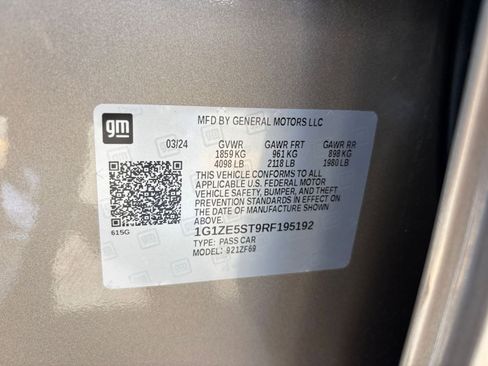 gm
MFD BY GENERAL MOTORS LLC
03/24 GVWR GAWR FRT GAWR RR
1859 KG 961 KG 898 KG
4098 LB 2118 LB 1980 LB
THIS VEHICLE CONFORMS TO ALL
APPLICABLE U.S. FEDERAL MOTOR
VEHICLE SAFETY, BUMPER, AND THEFT
PREVENTION STANDARDS IN EFFECT ON
THE DATE OF MANUFACTURE SHOWN
ABOVE.
615G
1G1ZE5ST9RF195192
TYPE: PASS CAR
MODEL: 921ZF69